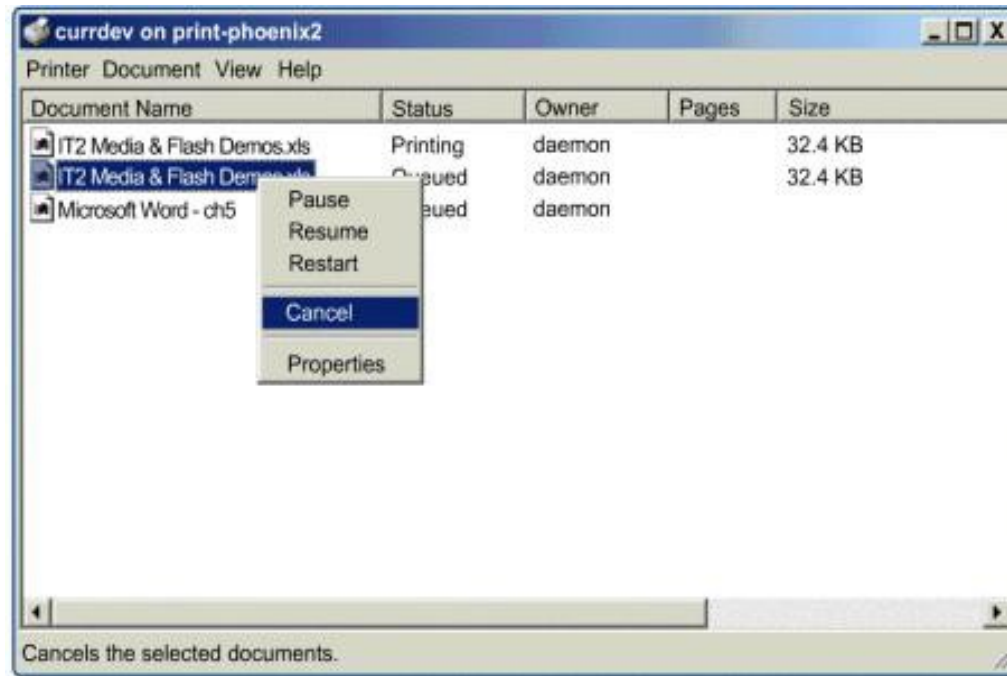 currdev on print-phoenix2
Printer Document View Help
Document Name Status Owner Pages Size
IT2 Media & Flash Demos.xls Printing daemon 32.4 KB
IT2 Media & Flash Queued daemon 32.4 KB
Microsoft Word - ch5 daemon
Pause
Resume
Restart
Cancel
Properties
Cancels the selected documents.